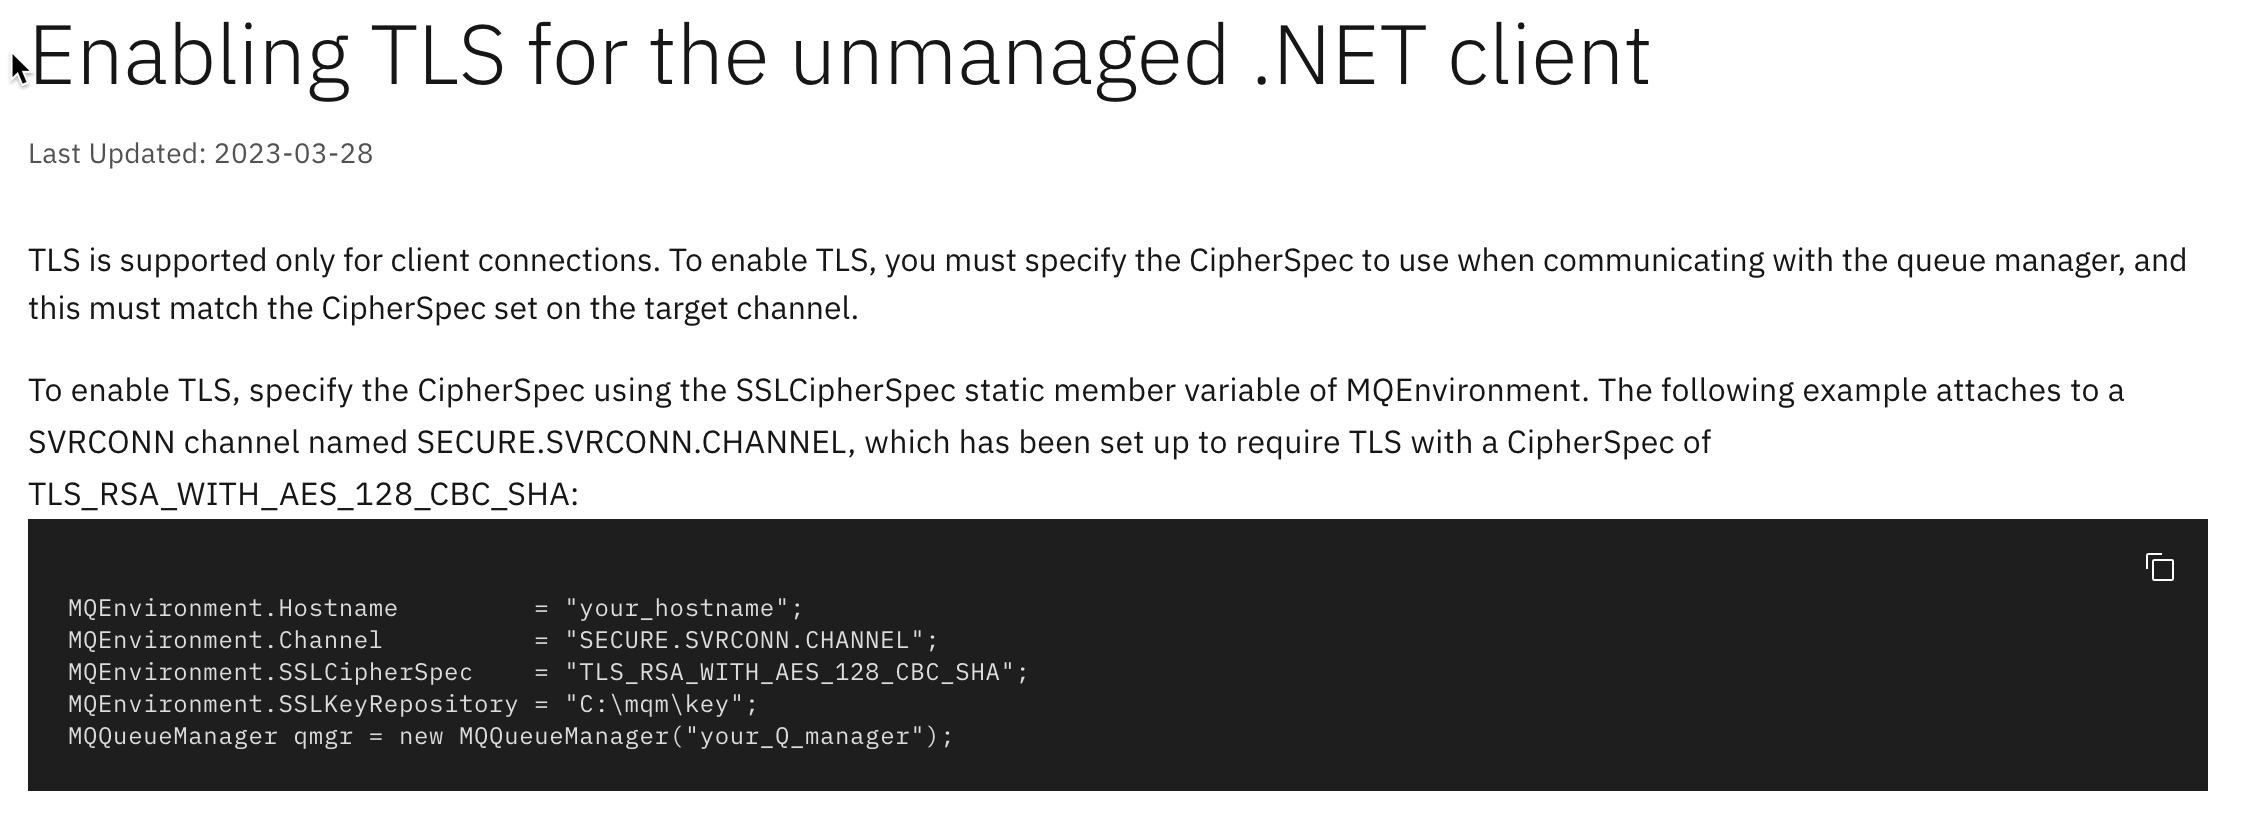 Enabling TLS for the unmanaged .NET client
Last Updated: 2023-03-28
TLS is supported only for client connections. To enable TLS, you must specify the CipherSpec to use when communicating with the queue manager, and
this must match the CipherSpec set on the target channel.
To enable TLS, specify the CipherSpec using the SSLCipherSpec static member variable of MQEnvironment. The following example attaches to a
SVRCONN channel named SECURE.SVRCONN.CHANNEL, which has been set up to require TLS with a CipherSpec of
TLS_RSA_WITH_AES_128_CBC_SHA:
MQEnvironment.Hostname         = "your_hostname";
MQEnvironment.Channel          = "SECURE.SVRCONN.CHANNEL";
MQEnvironment.SSLCipherSpec    = "TLS_RSA_WITH_AES_128_CBC_SHA";
MQEnvironment.SSLKeyRepository = "C:\mqm\key";
MQQueueManager qmgr = new MQQueueManager("your_Q_manager");